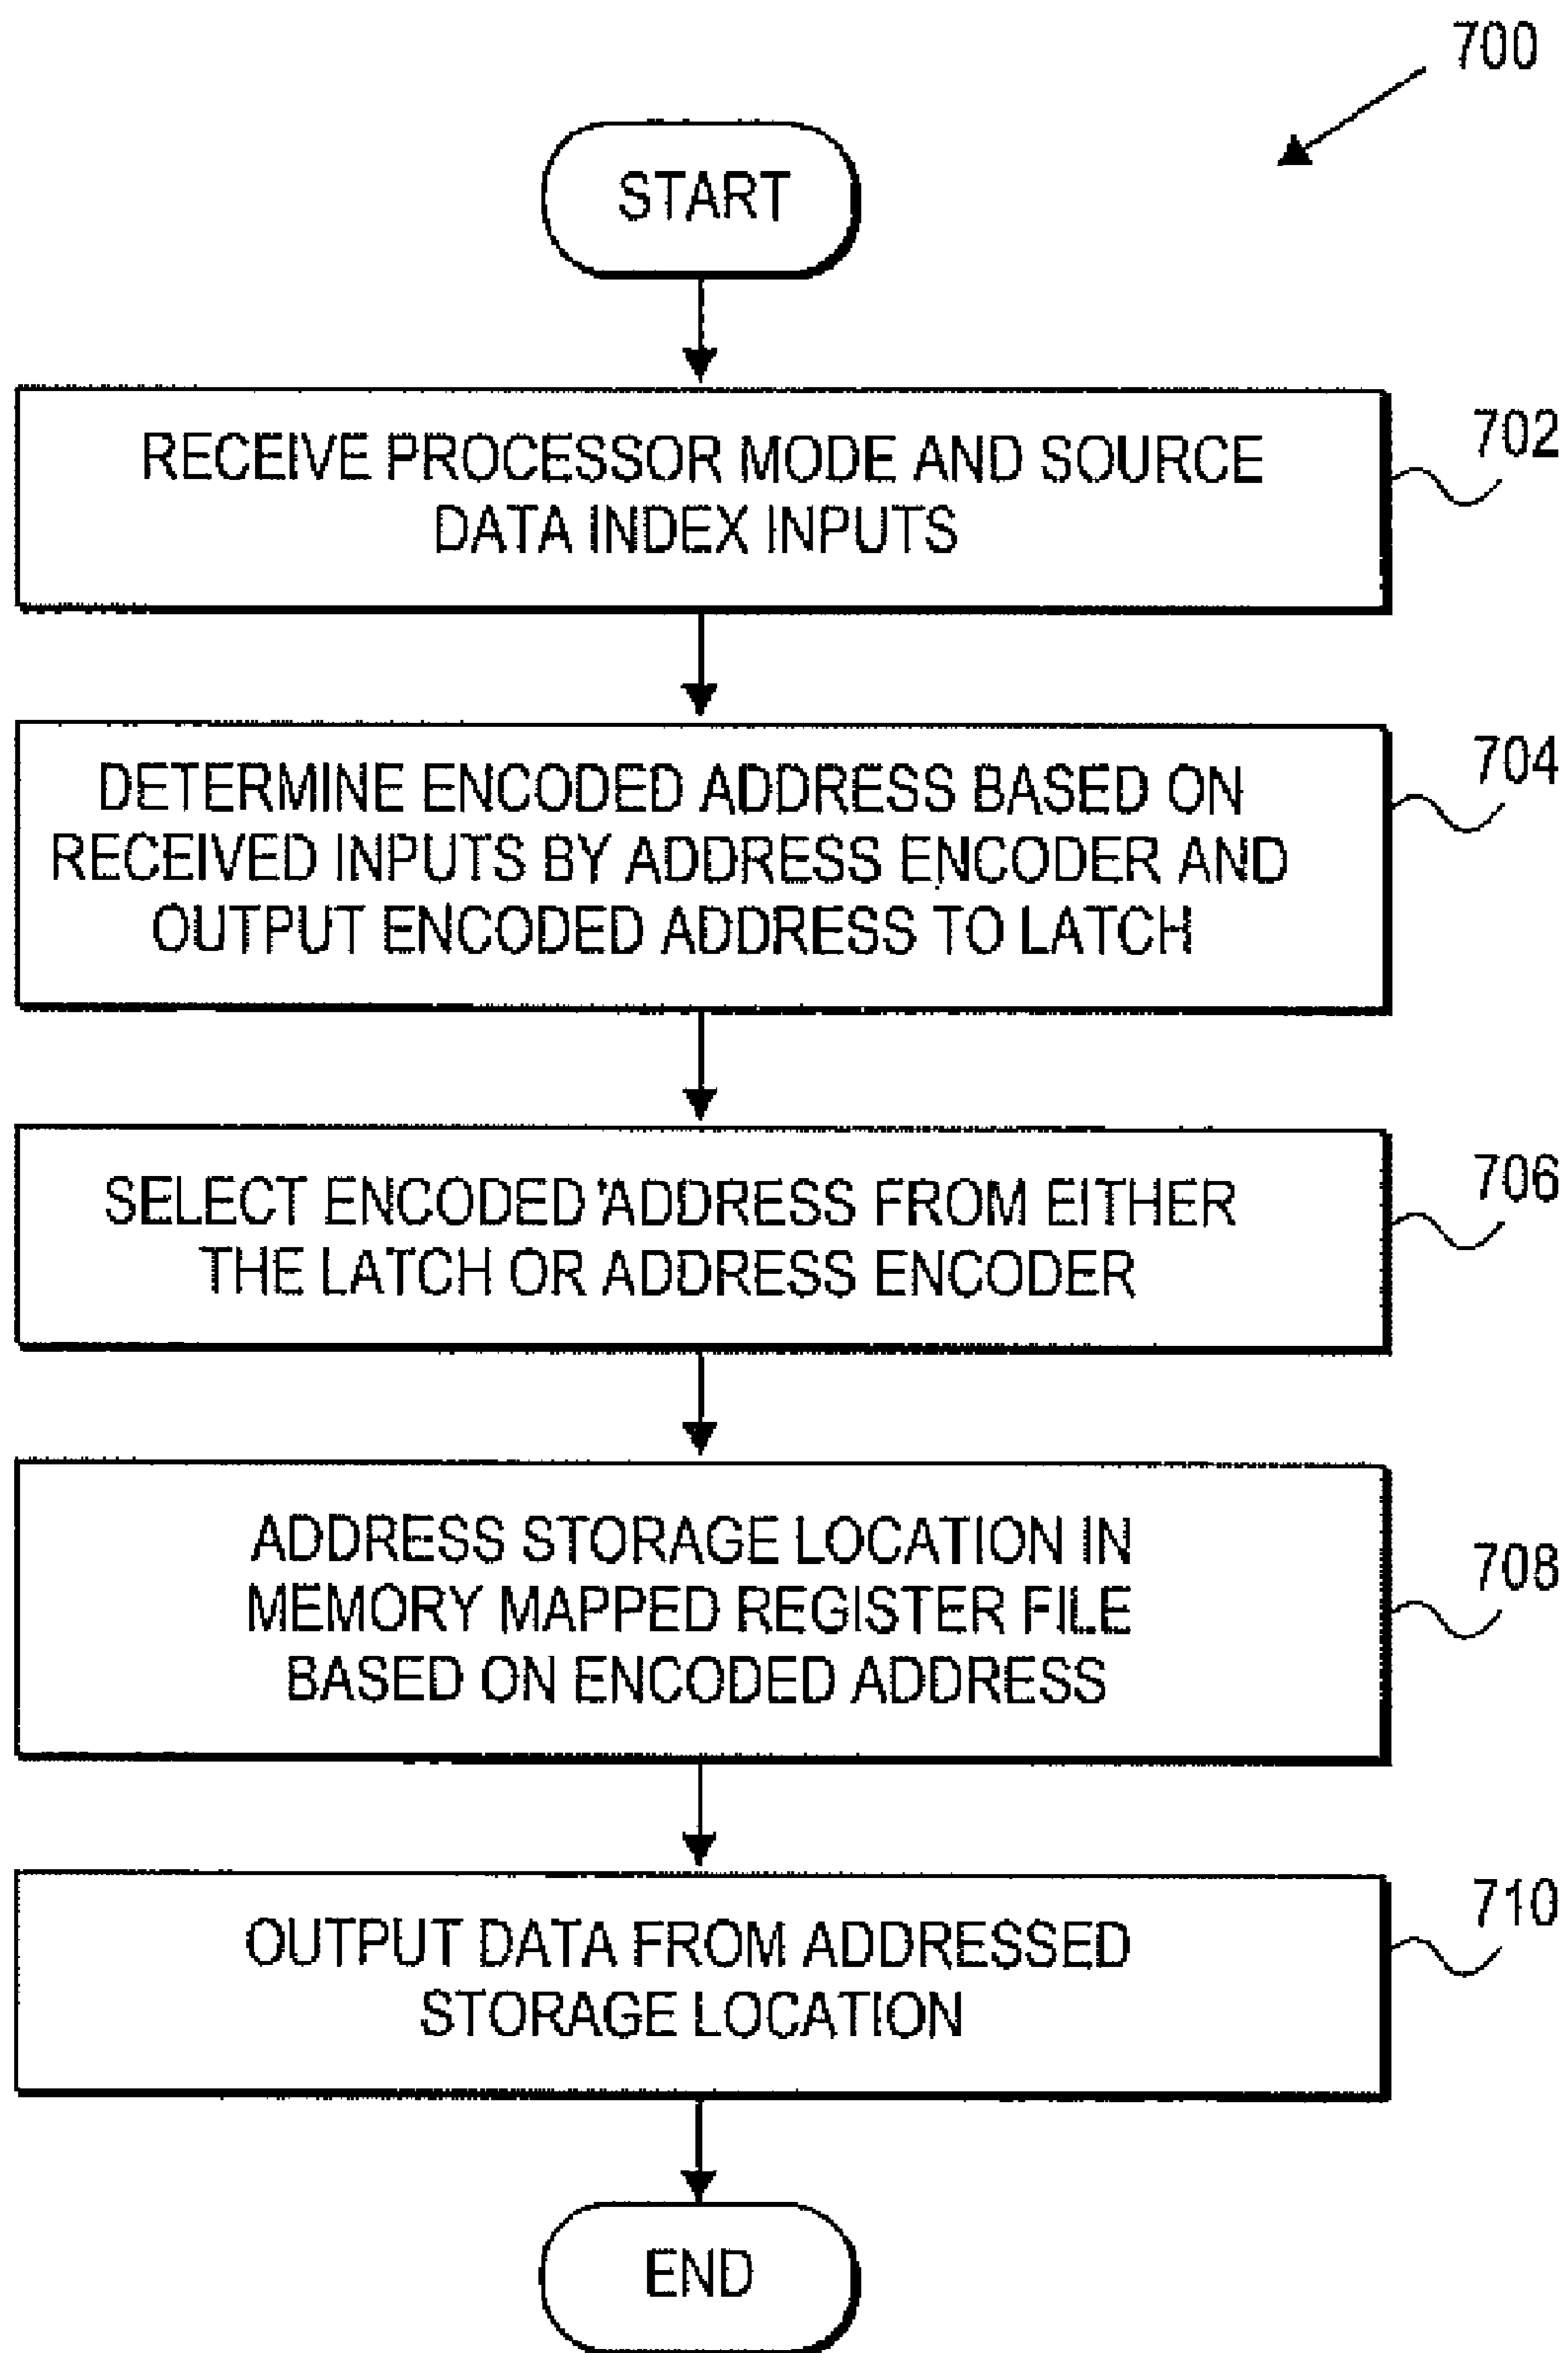 700
START
RECEIVE PROCESSOR MODE AND SOURCE
DATA INDEX INPUTS
702
DETERMINE ENCODED ADDRESS BASED ON
RECEIVED INPUTS BY ADDRESS ENCODER AND
OUTPUT ENCODED ADDRESS TO LATCH
704
SELECT ENCODED ADDRESS FROM EITHER
THE LATCH OR ADDRESS ENCODER
706
ADDRESS STORAGE LOCATION IN
MEMORY MAPPED REGISTER FILE
BASED ON ENCODED ADDRESS
708
OUTPUT DATA FROM ADDRESSED
STORAGE LOCATION
710
END